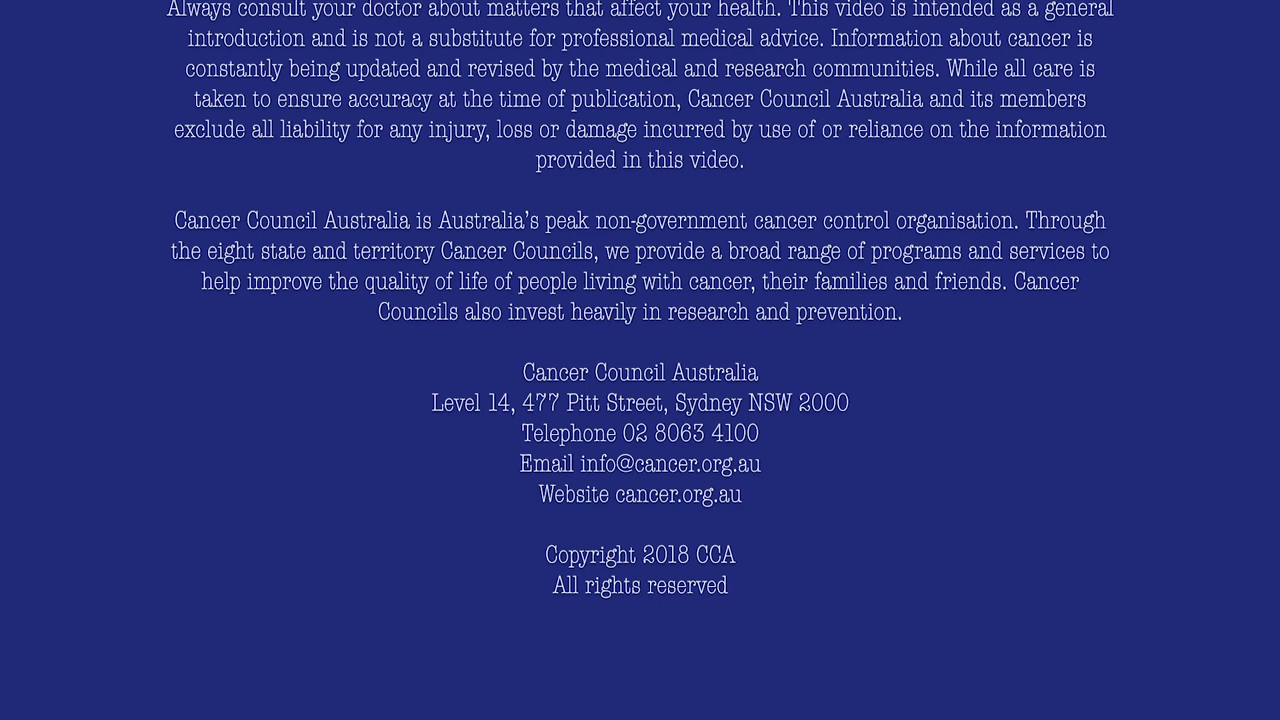 Always consult your doctor about matters that affect your health. This video is intended as a general
introduction and is not a substitute for professional medical advice. Information about cancer is
constantly being updated and revised by the medical and research communities. While all care is
taken to ensure accuracy at the time of publication, Cancer Council Australia and its members
exclude all liability for any injury, loss or damage incurred by use of or reliance on the information
provided in this video.
Cancer Council Australia is Australia’s peak non-government cancer control organisation. Through
the eight state and territory Cancer Councils, we provide a broad range of programs and services to
help improve the quality of life of people living with cancer, their families and friends. Cancer
Councils also invest heavily in research and prevention.
Cancer Council Australia
Level 14, 477 Pitt Street, Sydney NSW 2000
Telephone 02 8063 4100
Email info@cancer.org.au
Website cancer.org.au
Copyright 2018 CCA
All rights reserved